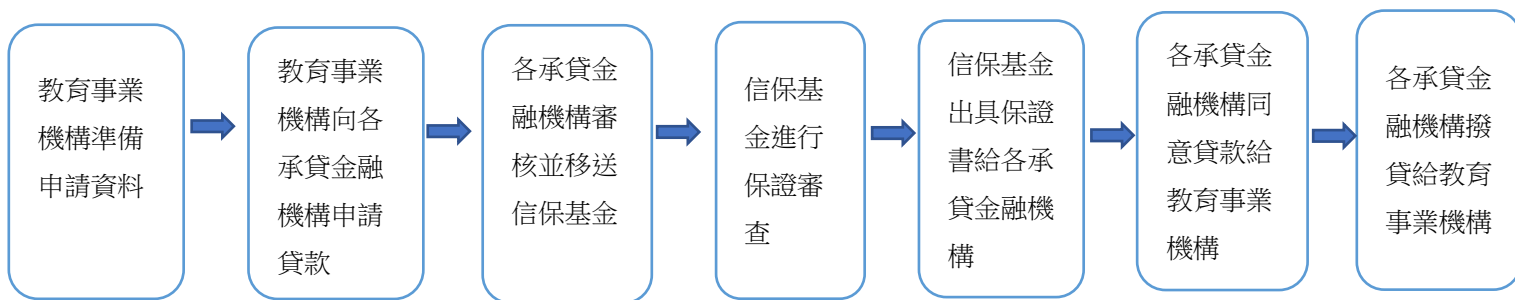 教育事業
機構準備
申請資料
教育事業
機構向各
承貸金融
機構申請
貸款
各承貸金
融機構審
核並移送
信保基金
信保基
金進行
保證審
查
信保基金
出具保證
書給各承
貸金融機
構
各承貸金
融機構同
意貸款給
教育事業
機構
各承貸金
融機構撥
貸給教育
事業機構